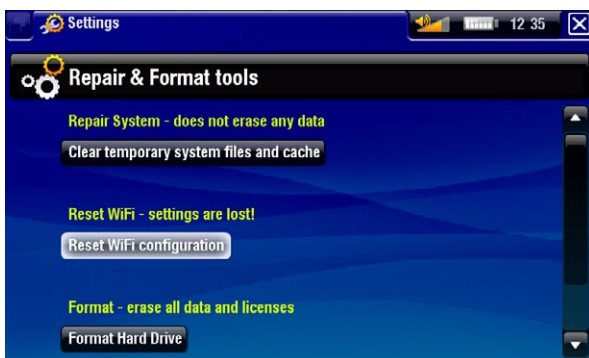 Settings
12 35
Repair & Format tools
Repair System - does not erase any data
Clear temporary system files and cache
Reset WiFi - settings are lost!
Reset WiFi configuration
Format - erase all data and licenses
Format Hard Drive